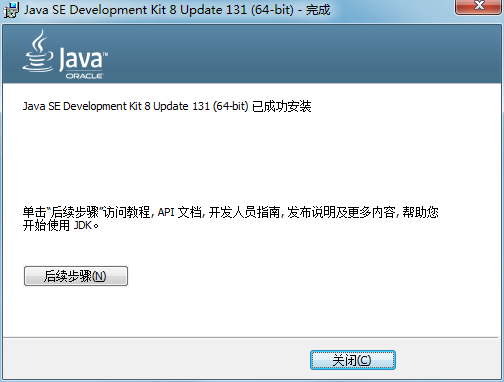 Java SE Development Kit 8 Update 131 (64-bit) - 完成
Java™
ORACLE
Java SE Development Kit 8 Update 131 (64-bit) 已成功安装
单击“后续步骤”访问教程, API 文档, 开发人员指南, 发布说明及更多内容, 帮助您
开始使用 JDK。
后续步骤(N)
关闭(C)